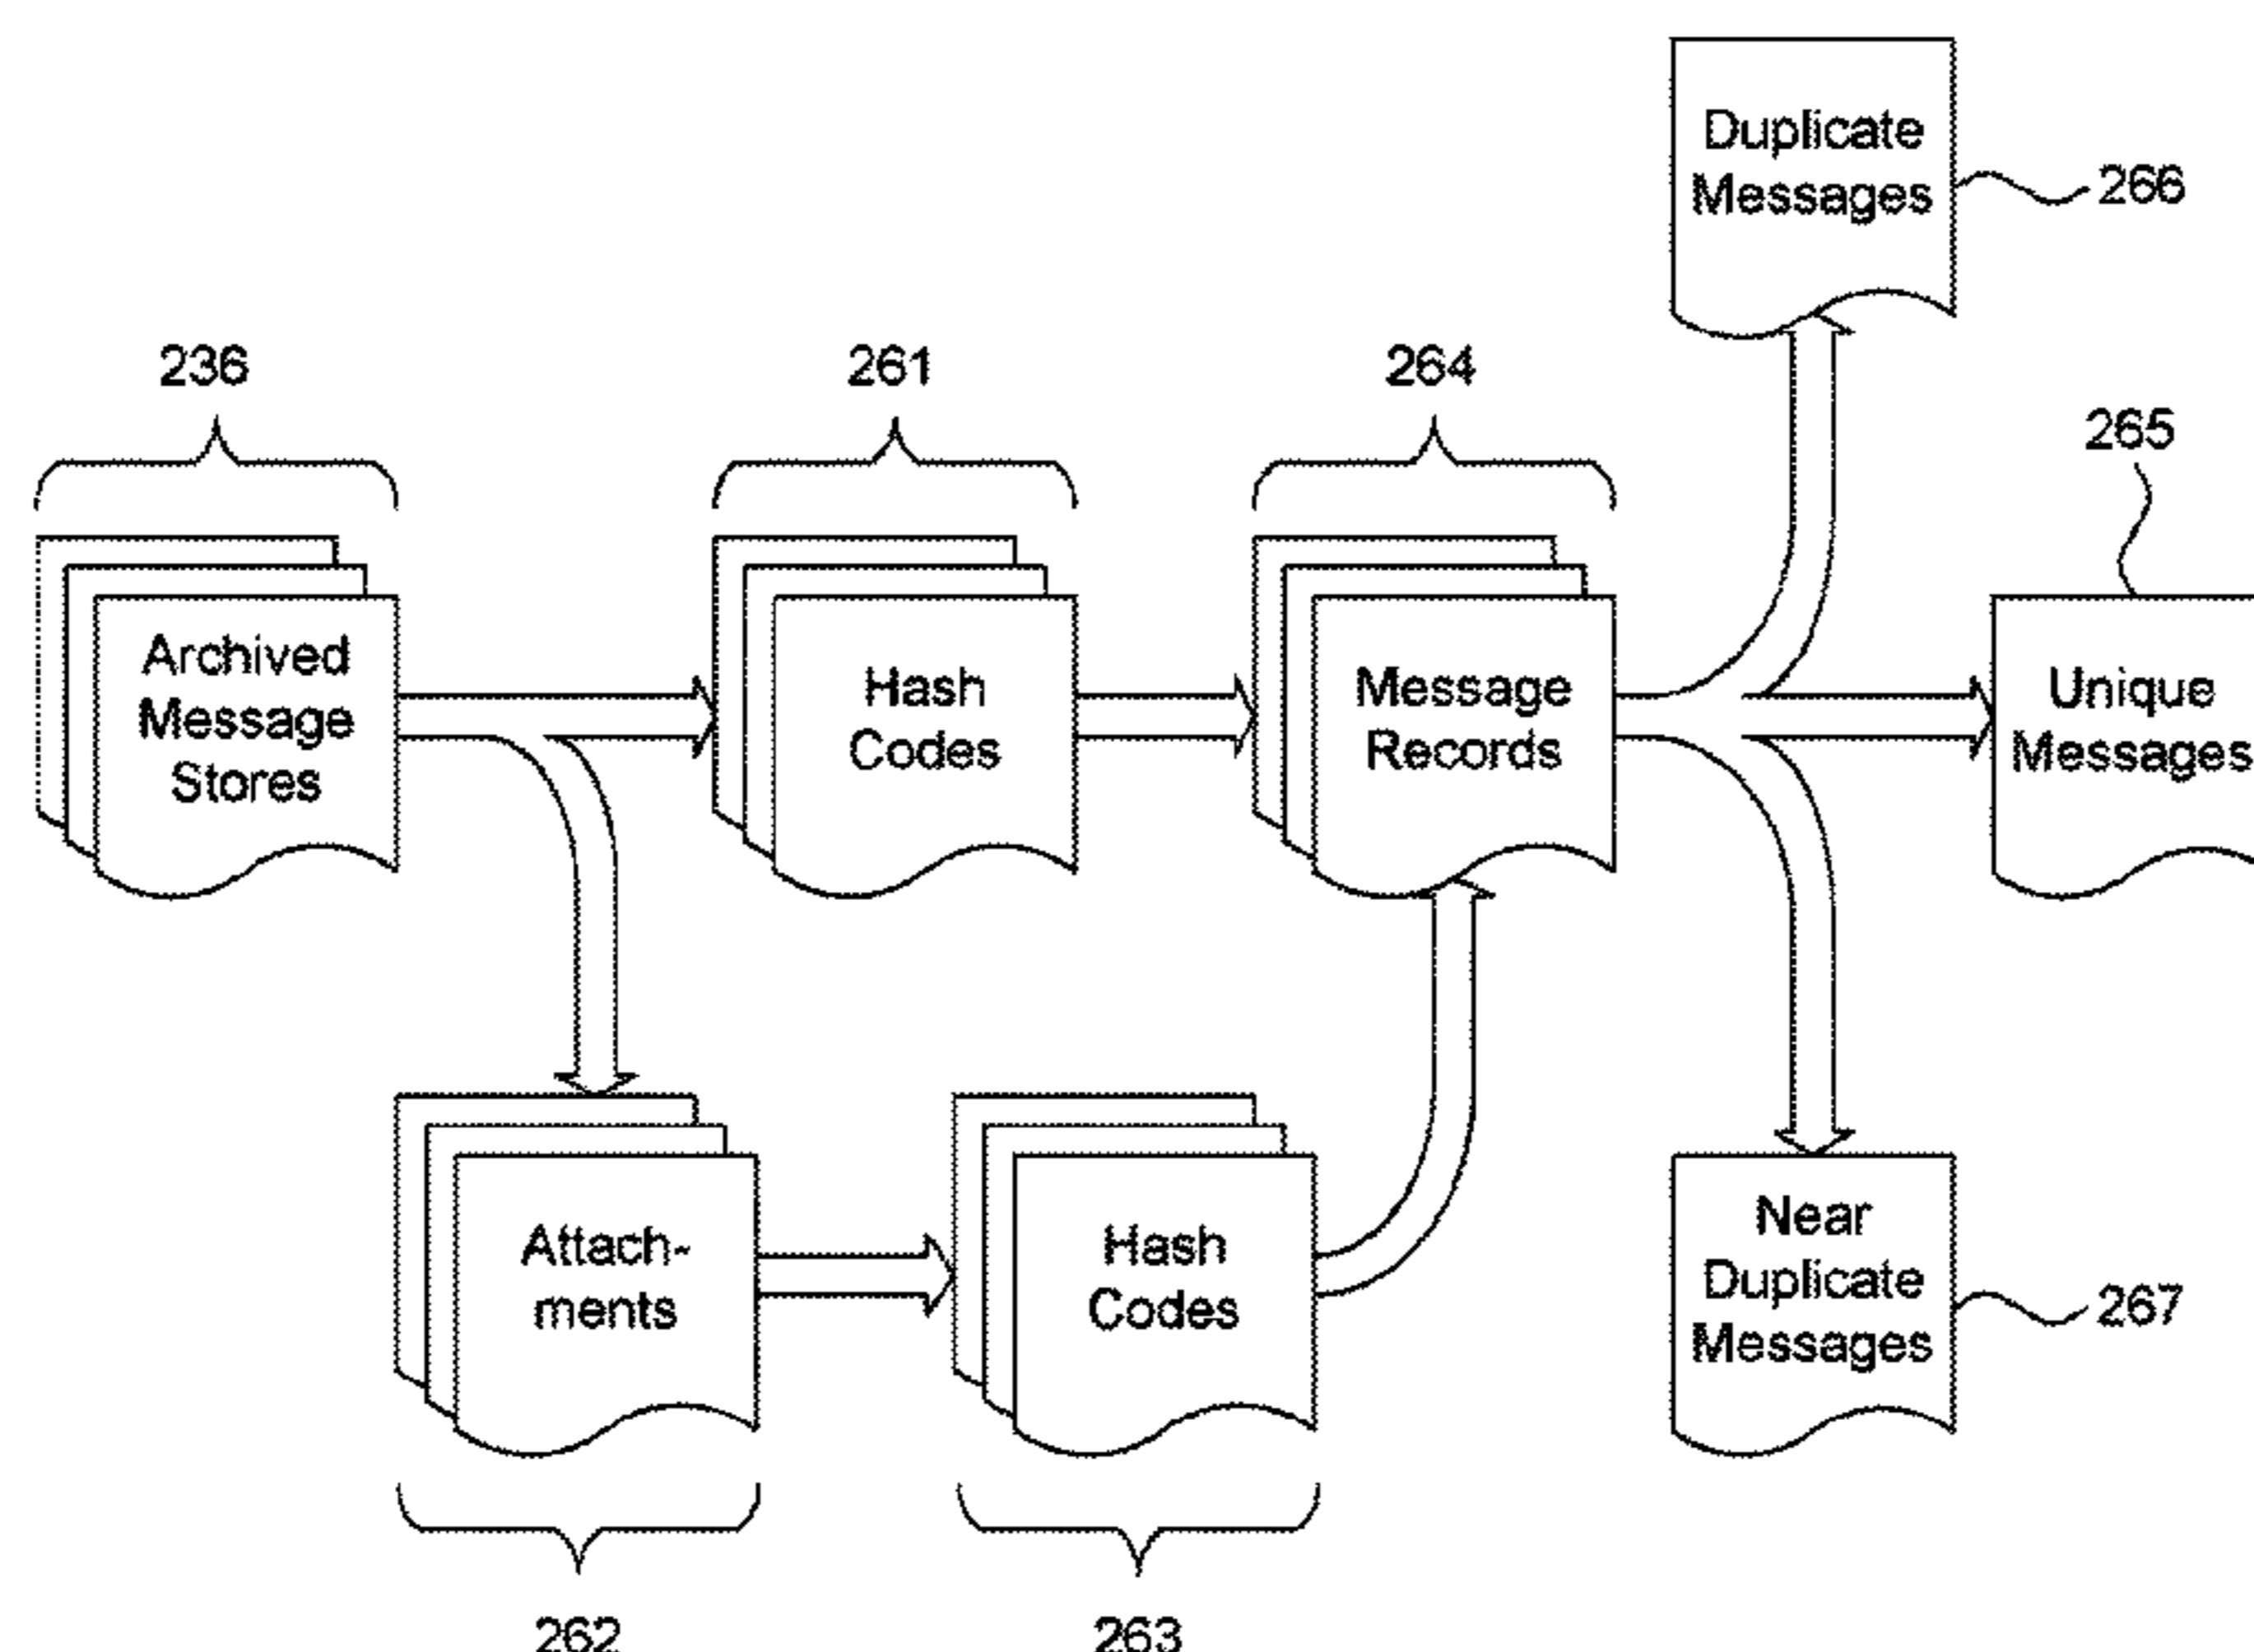 Duplicate
Messages
266
236
261
264
265
Archived
Message
Stores
Hash
Codes
Message
Records
Unique
Messages
Attach-
ments
Hash
Codes
Near
Duplicate
Messages
267
262
263